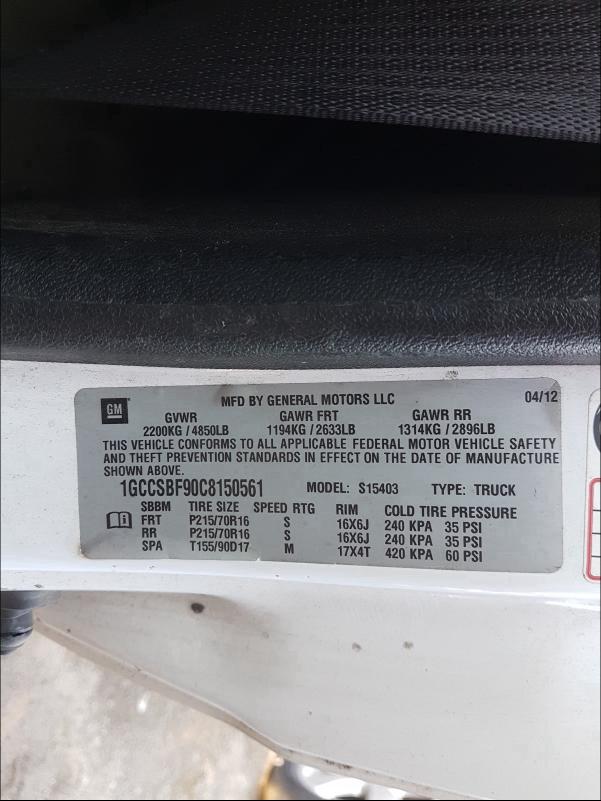 GM
MFD BY GENERAL MOTORS LLC 04/12
GVWR GAWR FRT GAWR RR
2200KG / 4850LB 1194KG / 2633LB 1314KG / 2896LB
THIS VEHICLE CONFORMS TO ALL APPLICABLE FEDERAL MOTOR VEHICLE SAFETY
AND THEFT PREVENTION STANDARDS IN EFFECT ON THE DATE OF MANUFACTURE
SHOWN ABOVE.
1GCCSBF90C8150561 MODEL: S15403 TYPE: TRUCK
SBBM TIRE SIZE SPEED RTG RIM COLD TIRE PRESSURE
FRT P215/70R16 S 16X6J 240 KPA 35 PSI
RR P215/70R16 S 16X6J 240 KPA 35 PSI
SPA T155/90D17 M 17X4T 420 KPA 60 PSI